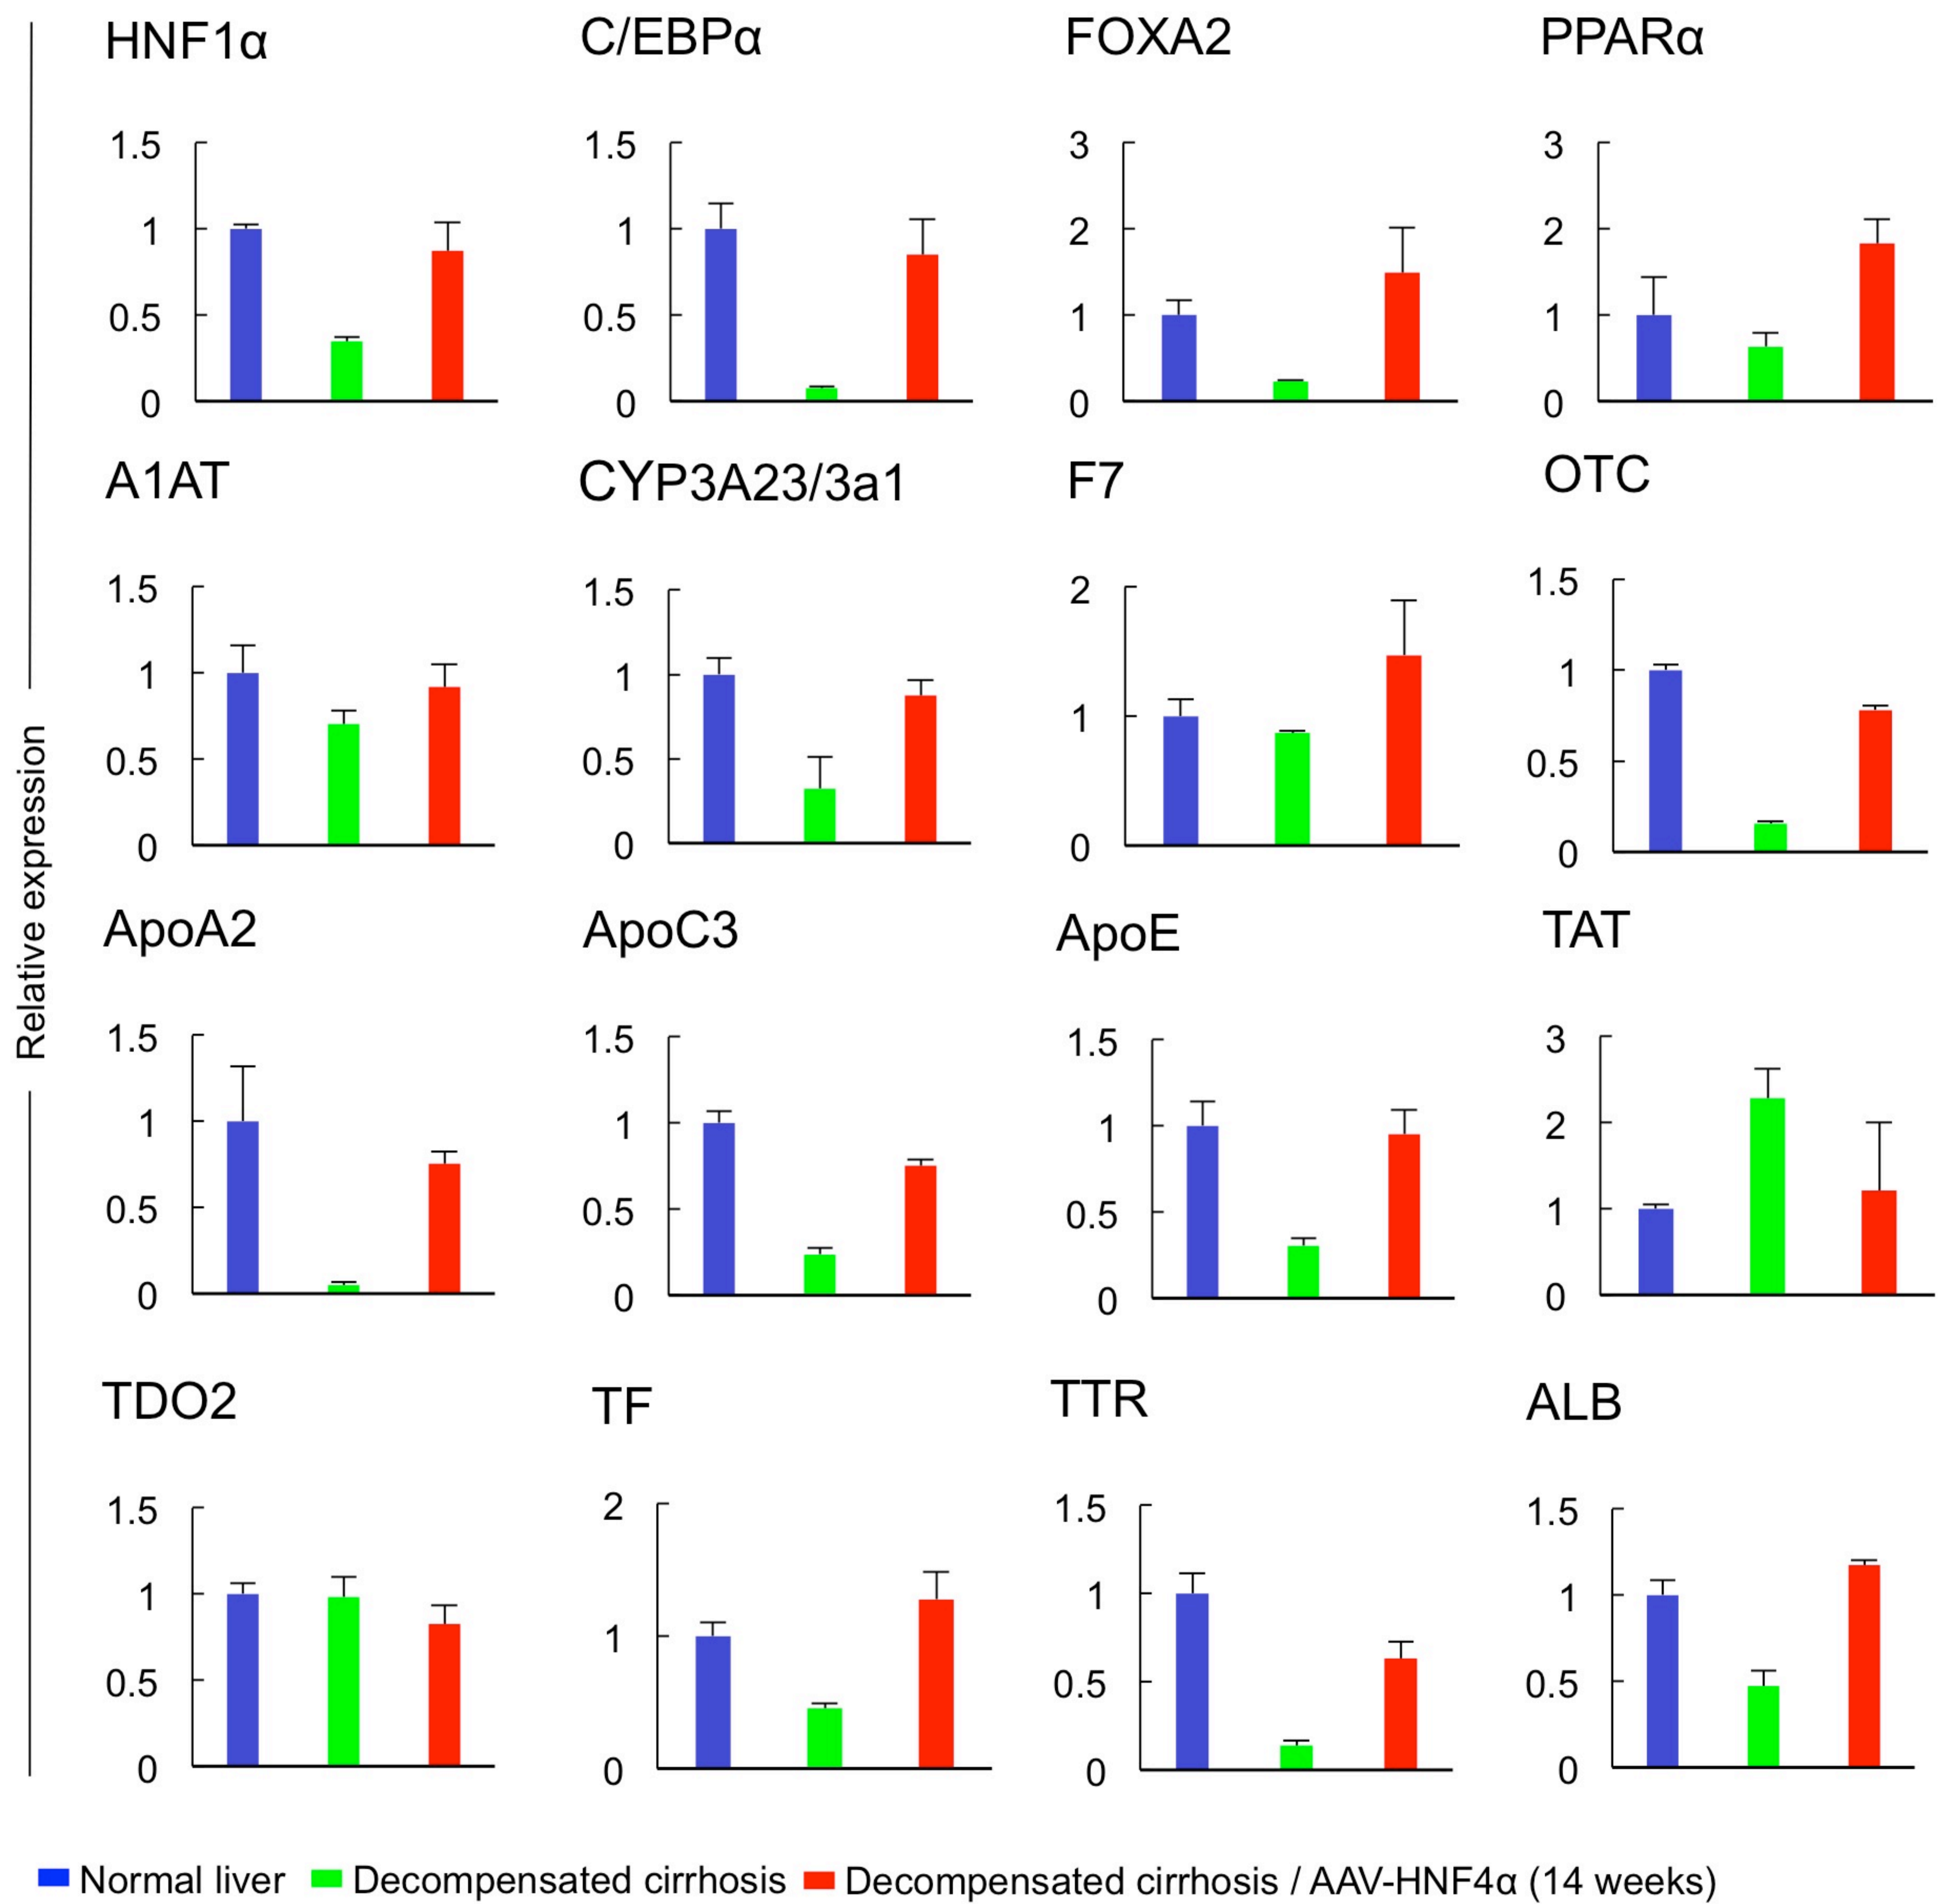 HNF1α C/EBPα FOXA2 PPARα
1.5 1.5 3 3
1 1 2 2
0.5 0.5 1 1
0 0 0 0
A1AT CYP3A23/3a1 F7 OTC
1.5 1.5 2 1.5
1 1 1 1
0.5 0.5 0.5
0 0 0 0
Relative expression
ApoA2 ApoC3 ApoE TAT
1.5 1.5 1.5 3
1 1 1 2
0.5 0.5 0.5 1
0 0 0 0
TDO2 TF TTR ALB
1.5 2 1.5 1.5
1 1 1 1
0.5 0.5 0.5
0 0 0 0
Normal liver Decompensated cirrhosis Decompensated cirrhosis / AAV-HNF4α (14 weeks)